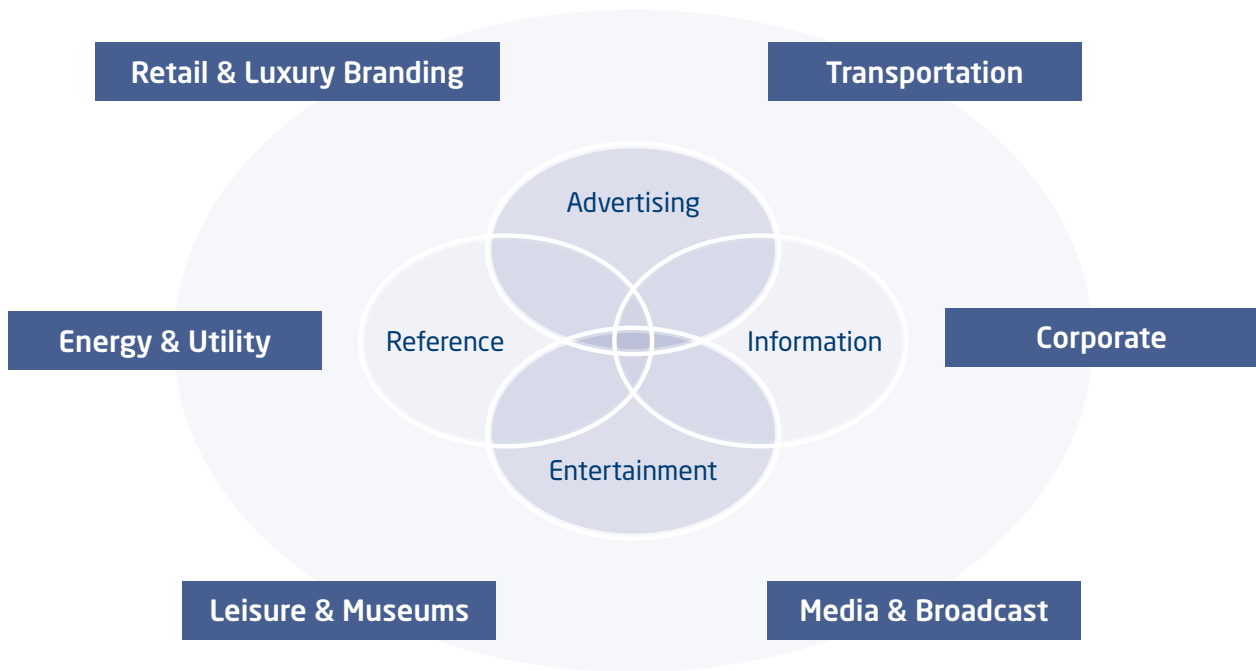 Retail & Luxury Branding
Transportation
Advertising
Energy & Utility
Reference
Information
Corporate
Entertainment
Leisure & Museums
Media & Broadcast